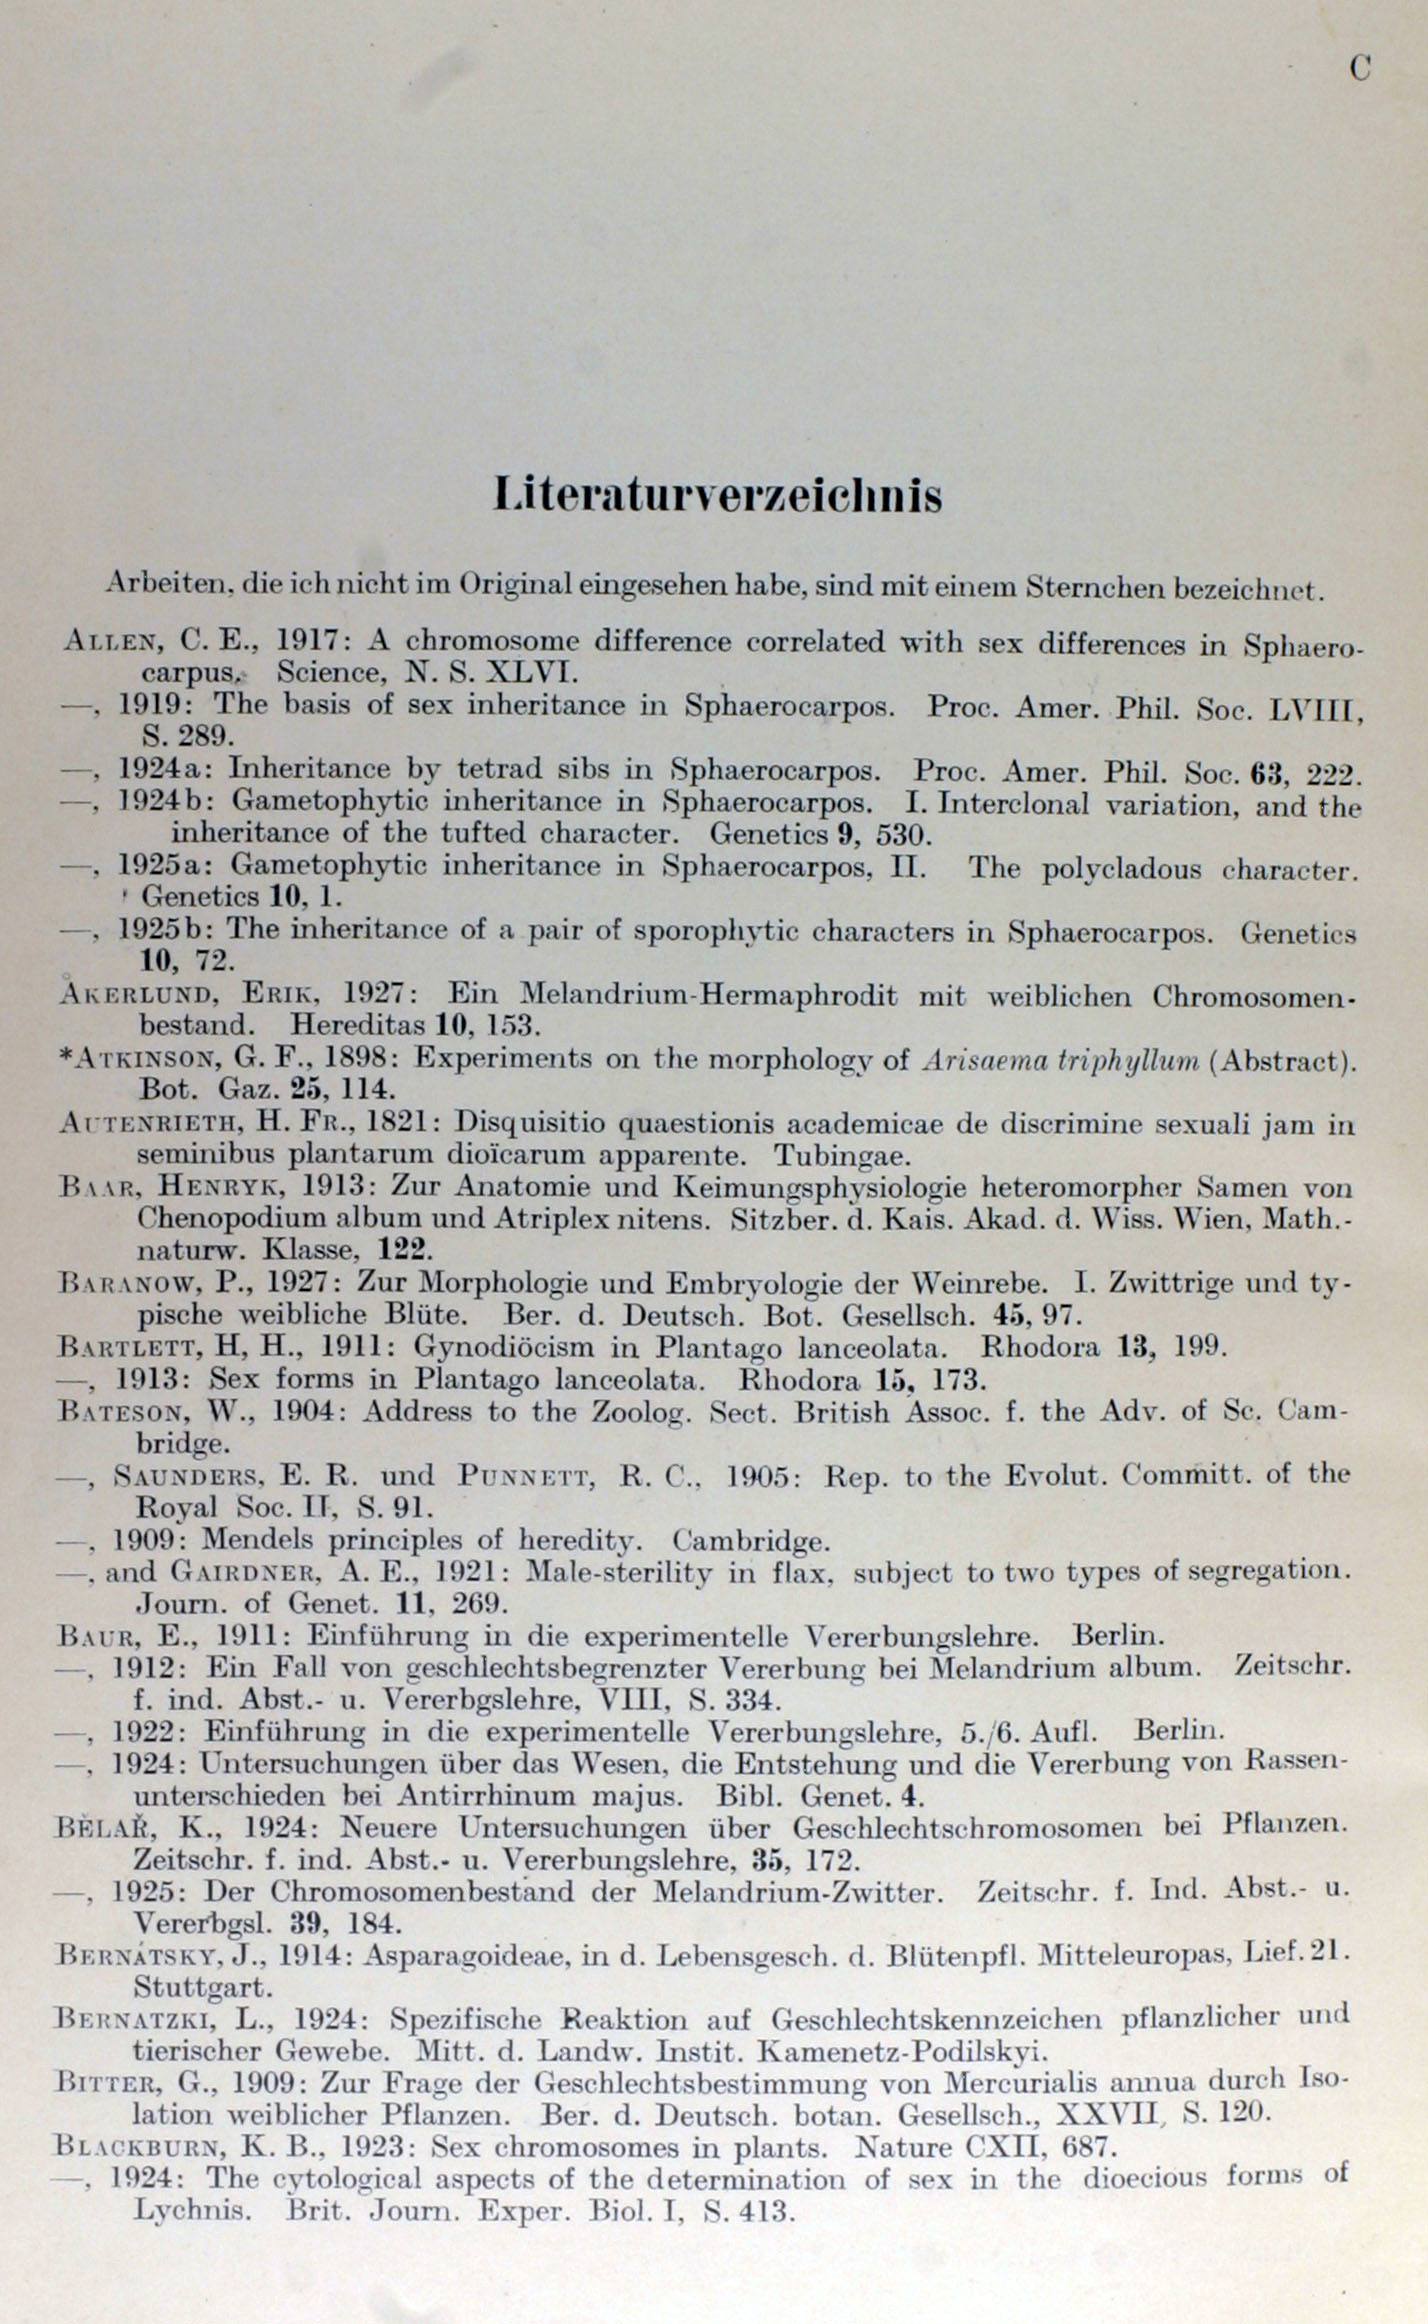 C
Literaturverzeichnis
Arbeiten, die ich nicht im Original eingesehen habe, sind mit einem Sternchen bezeichnet.
ALLEN, C. E., 1917: A chromosome difference correlated with sex differences in Sphaero-
carpus. Science, N. S. XLVI.
—, 1919: The basis of sex inheritance in Sphaerocarpos. Proc. Amer. Phil. Soc. LVIII,
S. 289.
—, 1924a: Inheritance by tetrad sibs in Sphaerocarpos. Proc. Amer. Phil. Soc. 63, 222.
—, 1924b: Gametophytic inheritance in Sphaerocarpos. I. Interclonal variation, and the
inheritance of the tufted character. Genetics 9, 530.
—, 1925a: Gametophytic inheritance in Sphaerocarpos, II. The polycladous character.
Genetics 10, 1.
—, 1925b: The inheritance of a pair of sporophytic characters in Sphaerocarpos. Genetics
10, 72.
ÅKERLUND, ERIK, 1927: Ein Melandrium-Hermaphrodit mit weiblichen Chromosomen-
bestand. Hereditas 10, 153.
*ATKINSON, G. F., 1898: Experiments on the morphology of Arisaema triphyllum (Abstract).
Bot. Gaz. 25, 114.
AUTENRIETH, H. FR., 1821: Disquisitio quaestionis academicae de discrimine sexuali jam in
seminibus plantarum dioïcarum apparente. Tubingae.
BAAR, HENRYK, 1913: Zur Anatomie und Keimungsphysiologie heteromorpher Samen von
Chenopodium album und Atriplex nitens. Sitzber. d. Kais. Akad. d. Wiss. Wien, Math.-
naturw. Klasse, 122.
BARANOW, P., 1927: Zur Morphologie und Embryologie der Weinrebe. I. Zwittrige und ty-
pische weibliche Blüte. Ber. d. Deutsch. Bot. Gesellsch. 45, 97.
BARTLETT, H, H., 1911: Gynodiöcism in Plantago lanceolata. Rhodora 13, 199.
—, 1913: Sex forms in Plantago lanceolata. Rhodora 15, 173.
BATESON, W., 1904: Address to the Zoolog. Sect. British Assoc. f. the Adv. of Sc. Cam-
bridge.
—, SAUNDERS, E. R. und PUNNETT, R. C., 1905: Rep. to the Evolut. Committ. of the
Royal Soc. II, S. 91.
—, 1909: Mendels principles of heredity. Cambridge.
—, and GAIRDNER, A. E., 1921: Male-sterility in flax, subject to two types of segregation.
Journ. of Genet. 11, 269.
BAUR, E., 1911: Einführung in die experimentelle Vererbungslehre. Berlin.
—, 1912: Ein Fall von geschlechtsbegrenzter Vererbung bei Melandrium album. Zeitschr.
f. ind. Abst.- u. Vererbgslehre, VIII, S. 334.
—, 1922: Einführung in die experimentelle Vererbungslehre, 5./6. Aufl. Berlin.
—, 1924: Untersuchungen über das Wesen, die Entstehung und die Vererbung von Rassen-
unterschieden bei Antirrhinum majus. Bibl. Genet. 4.
BĚLAŘ, K., 1924: Neuere Untersuchungen über Geschlechtschromosomen bei Pflanzen.
Zeitschr. f. ind. Abst.- u. Vererbungslehre, 35, 172.
—, 1925: Der Chromosomenbestand der Melandrium-Zwitter. Zeitschr. f. Ind. Abst.- u.
Vererbgsl. 39, 184.
BERNÁTSKY, J., 1914: Asparagoideae, in d. Lebensgesch. d. Blütenpfl. Mitteleuropas, Lief. 21.
Stuttgart.
BERNATZKI, L., 1924: Spezifische Reaktion auf Geschlechtskennzeichen pflanzlicher und
tierischer Gewebe. Mitt. d. Landw. Instit. Kamenetz-Podilskyi.
BITTER, G., 1909: Zur Frage der Geschlechtsbestimmung von Mercurialis annua durch Iso-
lation weiblicher Pflanzen. Ber. d. Deutsch. botan. Gesellsch., XXVII, S. 120.
BLACKBURN, K. B., 1923: Sex chromosomes in plants. Nature CXII, 687.
—, 1924: The cytological aspects of the determination of sex in the dioecious forms of
Lychnis. Brit. Journ. Exper. Biol. I, S. 413.